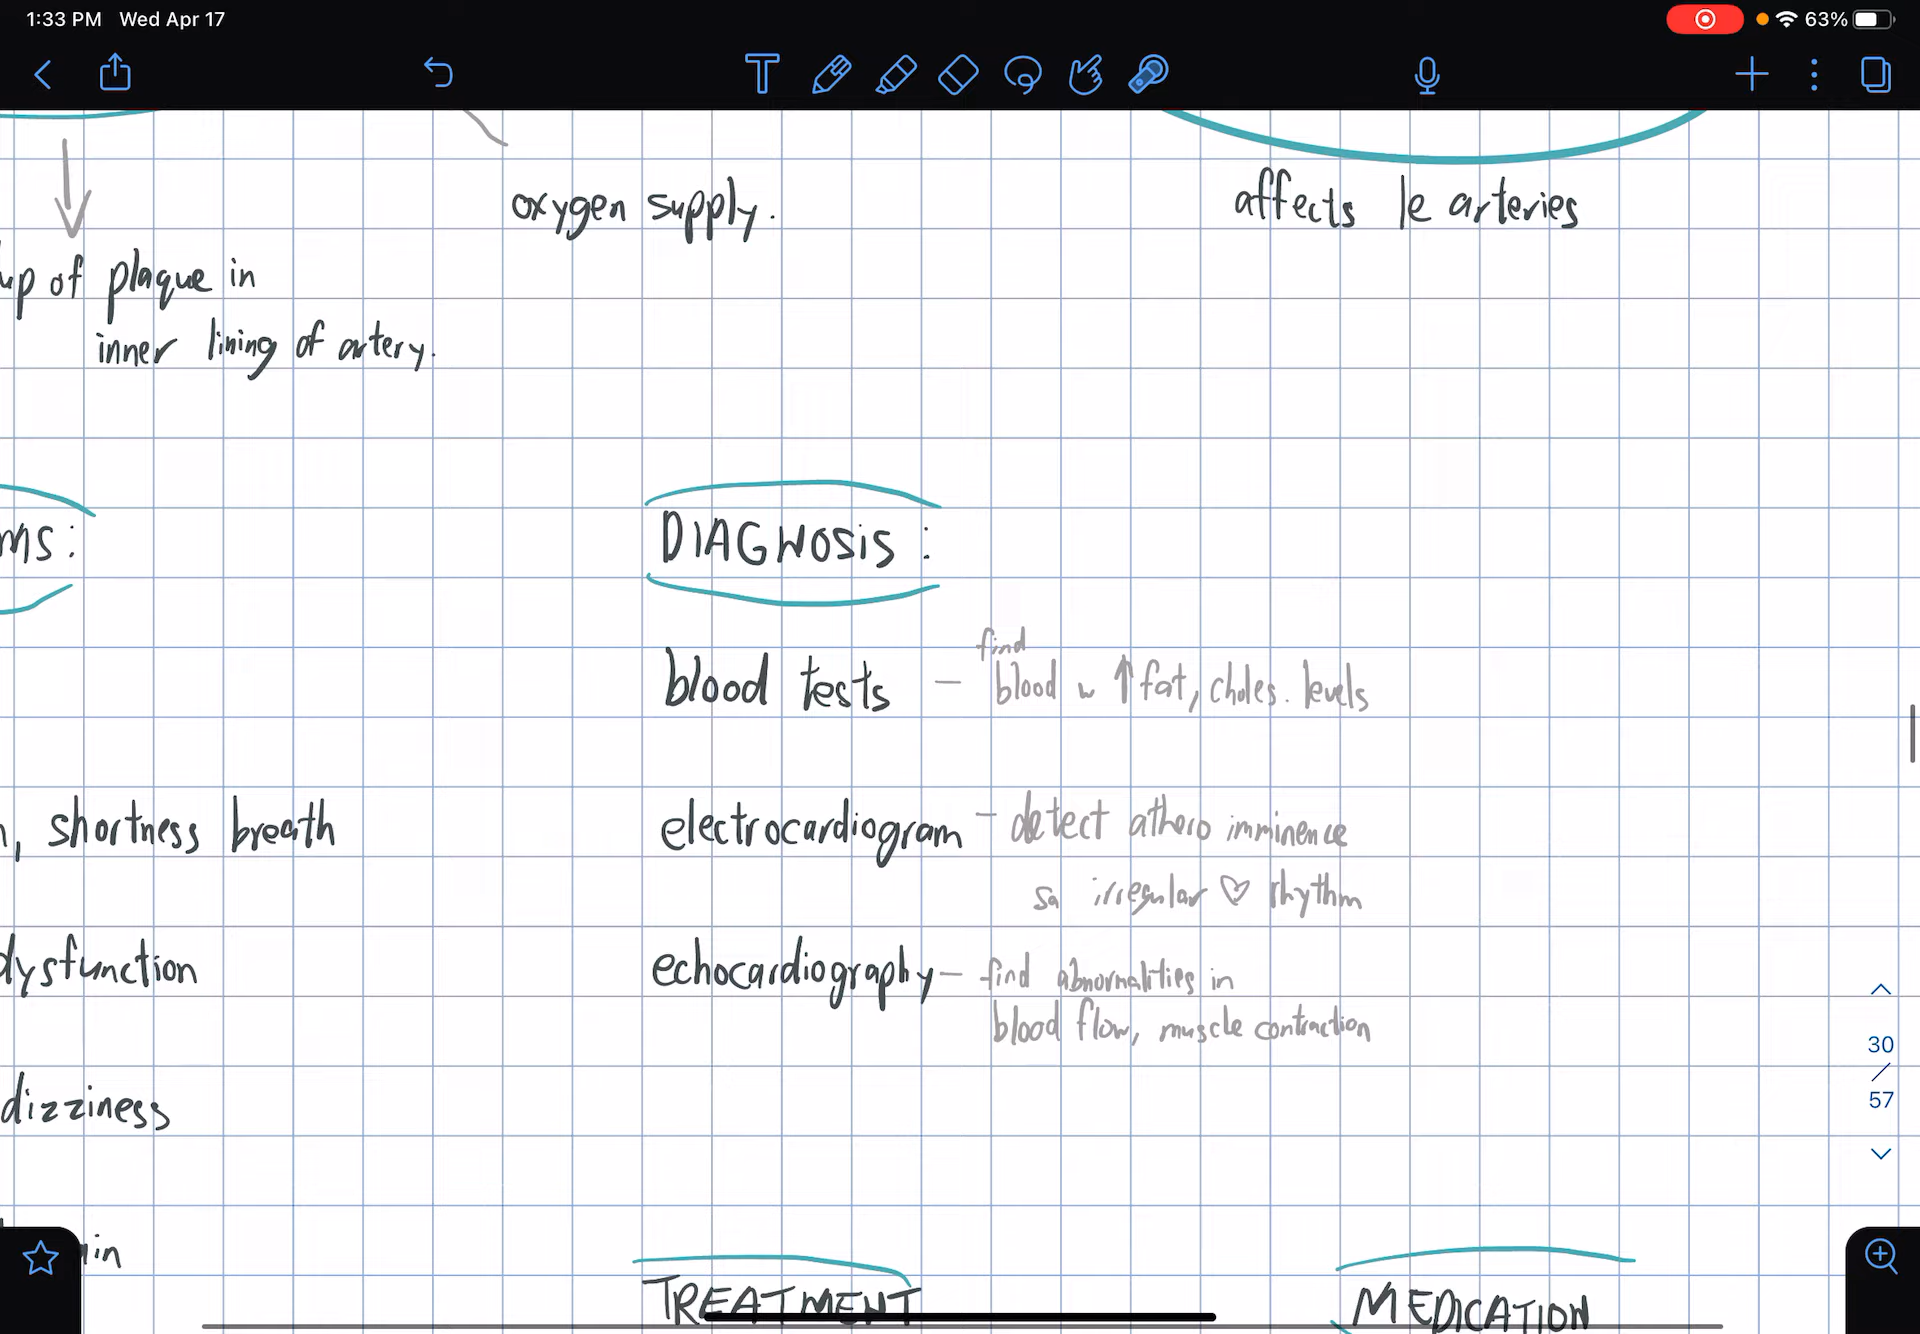 1:33 PM Wed Apr 17
63%
oxygen supply.
affects le arteries
up of plaque in
inner lining of artery.
MS:
DIAGNOSIS:
find
blood tests — blood w ↑ fat, choles. levels
, shortness breath
electrocardiogram — detect athero imminence
sa irregular ♡ rhythm
dysfunction
echocardiography — find abnormalities in
blood flow, muscle contraction
30
/
57
dizziness
in
TREATMENT
MEDICATION